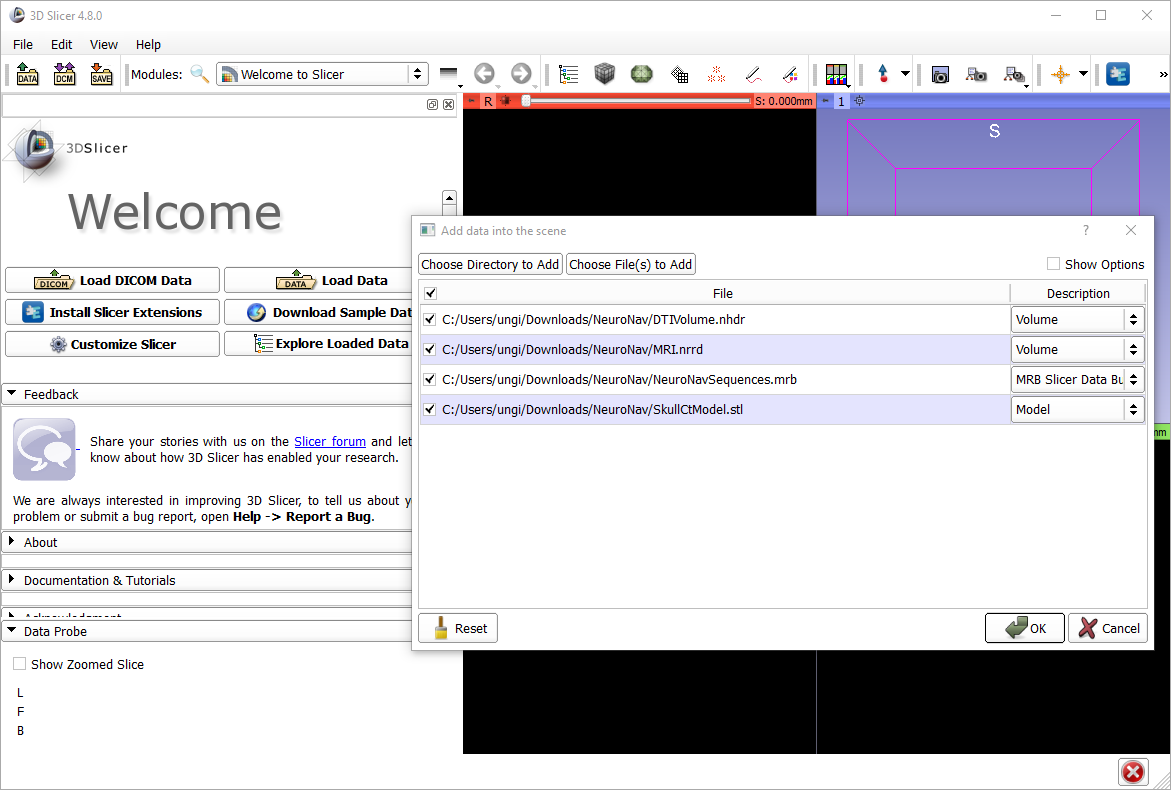 3D Slicer 4.8.0
File Edit View Help
DATA DCM SAVE Modules: Welcome to Slicer
R S: 0.000mm 1
S
3DSlicer
Welcome
DICOM Load DICOM Data DATA Load Data
Install Slicer Extensions Download Sample Dat
Customize Slicer Explore Loaded Data
Feedback
Share your stories with us on the Slicer forum and let
know about how 3D Slicer has enabled your research.
We are always interested in improving 3D Slicer, to tell us about y
problem or submit a bug report, open Help -> Report a Bug.
About
Documentation & Tutorials
Data Probe
Show Zoomed Slice
L
F
B
Add data into the scene ?
Choose Directory to Add Choose File(s) to Add Show Options
File Description
C:/Users/ungi/Downloads/NeuroNav/DTIVolume.nhdr Volume
C:/Users/ungi/Downloads/NeuroNav/MRI.nrrd Volume
C:/Users/ungi/Downloads/NeuroNav/NeuroNavSequences.mrb MRB Slicer Data Bu
C:/Users/ungi/Downloads/NeuroNav/SkullCtModel.stl Model
mm
Reset OK Cancel